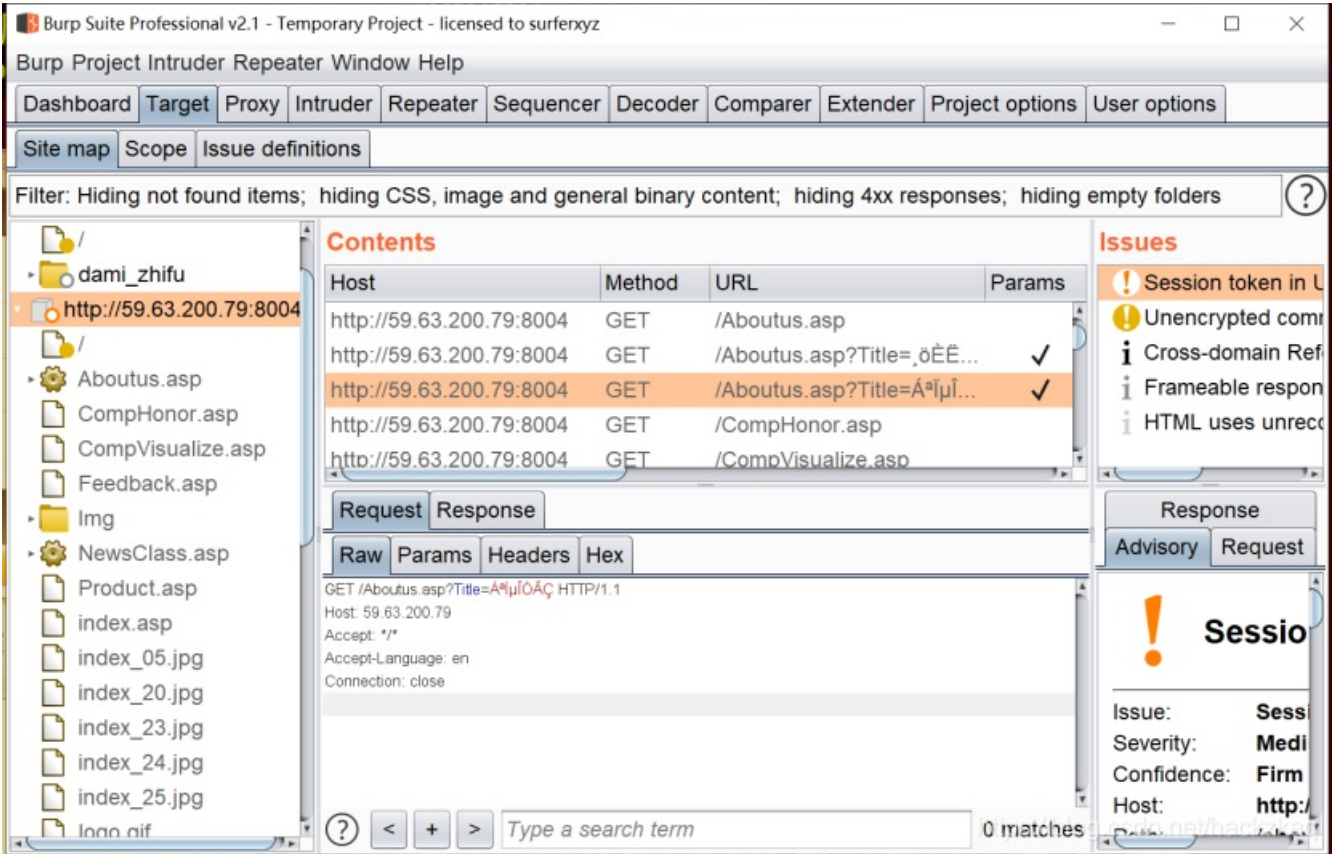 Burp Suite Professional v2.1 - Temporary Project - licensed to surferxyz
Burp Project Intruder Repeater Window Help
Dashboard Target Proxy Intruder Repeater Sequencer Decoder Comparer Extender Project options User options
Site map Scope Issue definitions
Filter: Hiding not found items; hiding CSS, image and general binary content; hiding 4xx responses; hiding empty folders
/
dami_zhifu
http://59.63.200.79:8004
/
Aboutus.asp
CompHonor.asp
CompVisualize.asp
Feedback.asp
Img
NewsClass.asp
Product.asp
index.asp
index_05.jpg
index_20.jpg
index_23.jpg
index_24.jpg
index_25.jpg
logo.gif
Contents
Host Method URL Params
http://59.63.200.79:8004 GET /Aboutus.asp
http://59.63.200.79:8004 GET /Aboutus.asp?Title=¸öÈË... ✓
http://59.63.200.79:8004 GET /Aboutus.asp?Title=ÁªÏµÎ... ✓
http://59.63.200.79:8004 GET /CompHonor.asp
http://59.63.200.79:8004 GET /CompVisualize.asp
Request Response
Raw Params Headers Hex
GET /Aboutus.asp?Title=ÁªÏµÎÒÃÇ HTTP/1.1
Host: 59.63.200.79
Accept: */*
Accept-Language: en
Connection: close
? < + > Type a search term 0 matches
Issues
Session token in U
Unencrypted comm
Cross-domain Refe
Frameable respon
HTML uses unreco
Response
Advisory Request
Sessio
Issue: Sessi
Severity: Medi
Confidence: Firm
Host: http:/